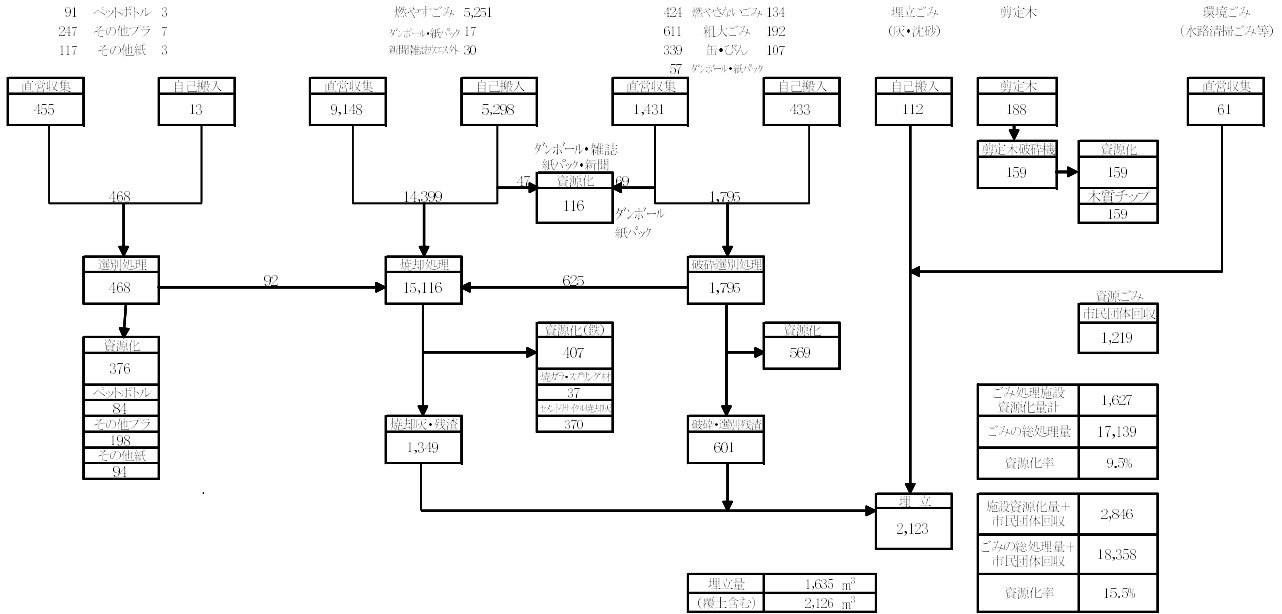 91 ペットボトル 3
247 その他プラ 7
117 その他紙 3
燃やすごみ 5,251
ダンボール・紙パック 17
新聞雑誌ウエス外 30
424 燃やさないごみ 134
611 粗大ごみ 192
339 缶・びん 107
57 ダンボール・紙パック
埋立ごみ
(灰・沈砂)
剪定木
環境ごみ
(水路清掃ごみ等)
直営収集
455
自己搬入
13
直営収集
9,148
自己搬入
5,298
直営収集
1,431
自己搬入
433
自己搬入
112
剪定木
188
直営収集
61
剪定木破砕機
159
資源化
159
木質チップ
159
ダンボール・雑誌
紙パック・新聞
47
資源化
116
69
ダンボール
紙パック
468
14,399
1,795
選別処理
468
92
焼却処理
15,116
625
破砕選別処理
1,795
資源ごみ
市民団体回収
1,219
資源化
376
ペットボトル
84
その他プラ
198
その他紙
94
資源化(鉄)
407
焼ガラ・スプリング材
37
370
資源化
569
焼却灰・残渣
1,349
破砕・選別残渣
601
ごみ処理施設
資源化量計
1,627
ごみの総処理量
17,139
資源化率
9.5%
埋 立
2,123
施設資源化量+
市民団体回収
2,846
ごみの総処理量+
市民団体回収
18,358
資源化率
15.5%
埋立量
1,635 m³
(覆土含む)
2,126 m³